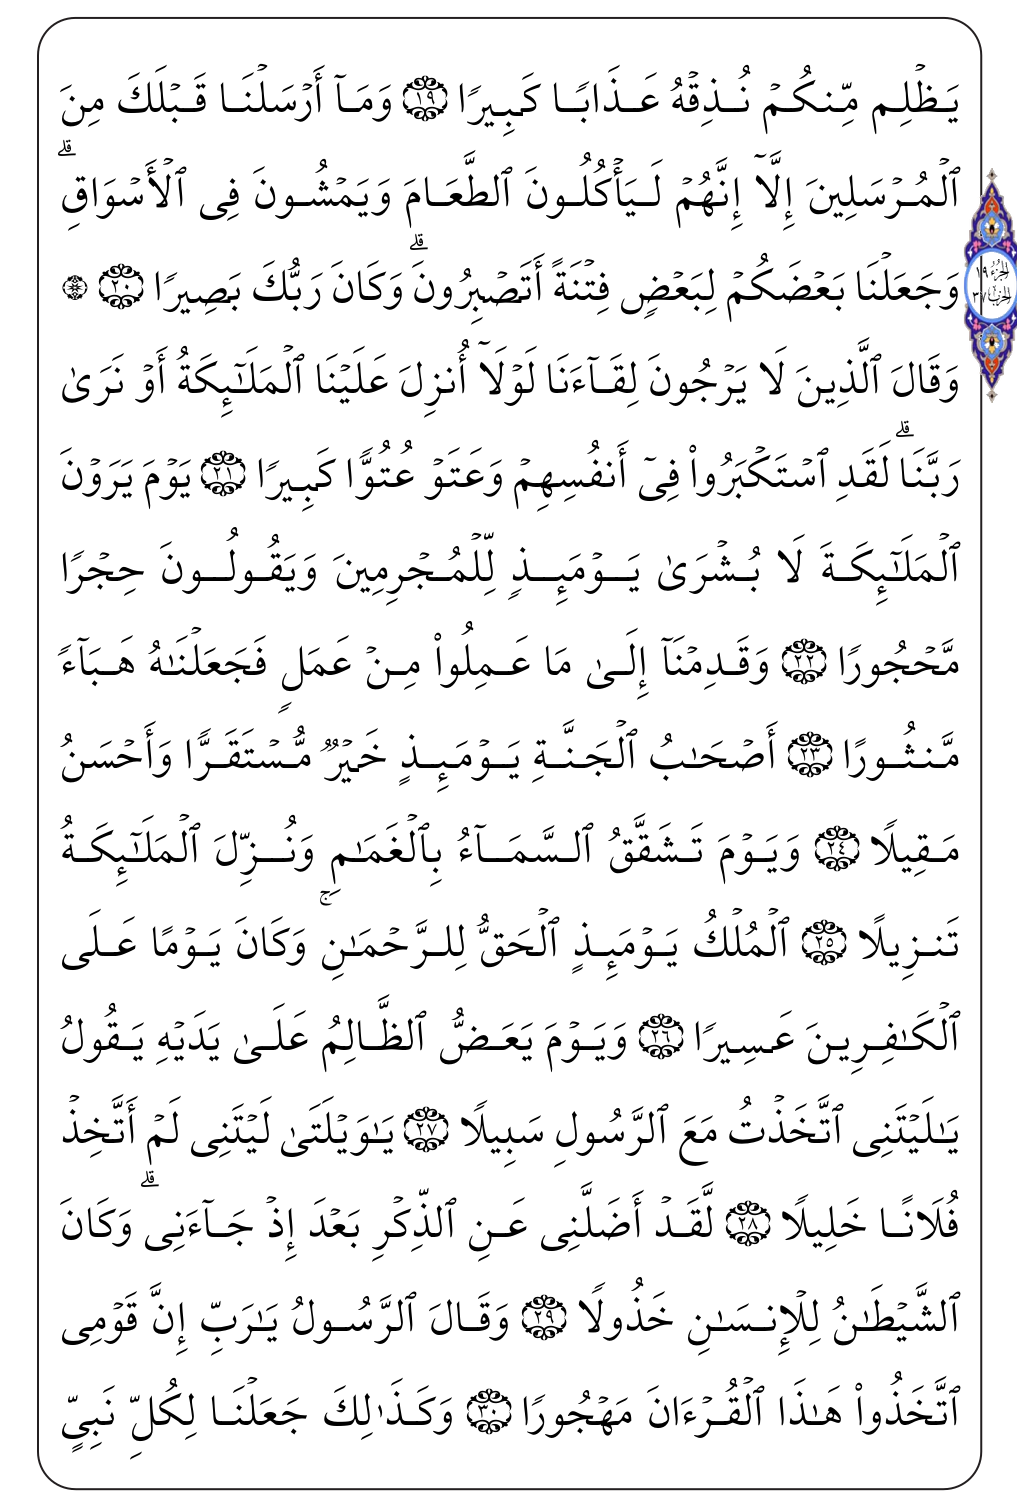 يَظْلِم مِّنكُمْ نُذِقْهُ عَذَابًا كَبِيرًا ١٩ وَمَآ أَرْسَلْنَا قَبْلَكَ مِنَ
ٱلْمُرْسَلِينَ إِلَّآ إِنَّهُمْ لَيَأْكُلُونَ ٱلطَّعَامَ وَيَمْشُونَ فِى ٱلْأَسْوَاقِ ۗ
وَجَعَلْنَا بَعْضَكُمْ لِبَعْضٍ فِتْنَةً أَتَصْبِرُونَ ۗ وَكَانَ رَبُّكَ بَصِيرًا ٢٠ ۞
الجزء ١٩
الحزب ٣٧
وَقَالَ ٱلَّذِينَ لَا يَرْجُونَ لِقَآءَنَا لَوْلَآ أُنزِلَ عَلَيْنَا ٱلْمَلَـٰٓئِكَةُ أَوْ نَرَىٰ
رَبَّنَا ۗ لَقَدِ ٱسْتَكْبَرُوا۟ فِىٓ أَنفُسِهِمْ وَعَتَوْ عُتُوًّا كَبِيرًا ٢١ يَوْمَ يَرَوْنَ
ٱلْمَلَـٰٓئِكَةَ لَا بُشْرَىٰ يَوْمَئِذٍ لِّلْمُجْرِمِينَ وَيَقُولُونَ حِجْرًا
مَّحْجُورًا ٢٢ وَقَدِمْنَآ إِلَىٰ مَا عَمِلُوا۟ مِنْ عَمَلٍ فَجَعَلْنَـٰهُ هَبَآءً
مَّنثُورًا ٢٣ أَصْحَـٰبُ ٱلْجَنَّةِ يَوْمَئِذٍ خَيْرٌ مُّسْتَقَرًّا وَأَحْسَنُ
مَقِيلًا ٢٤ وَيَوْمَ تَشَقَّقُ ٱلسَّمَآءُ بِٱلْغَمَـٰمِ وَنُزِّلَ ٱلْمَلَـٰٓئِكَةُ
تَنزِيلًا ٢٥ ٱلْمُلْكُ يَوْمَئِذٍ ٱلْحَقُّ لِلرَّحْمَـٰنِ ۚ وَكَانَ يَوْمًا عَلَى
ٱلْكَـٰفِرِينَ عَسِيرًا ٢٦ وَيَوْمَ يَعَضُّ ٱلظَّالِمُ عَلَىٰ يَدَيْهِ يَقُولُ
يَـٰلَيْتَنِى ٱتَّخَذْتُ مَعَ ٱلرَّسُولِ سَبِيلًا ٢٧ يَـٰوَيْلَتَىٰ لَيْتَنِى لَمْ أَتَّخِذْ
فُلَانًا خَلِيلًا ٢٨ لَّقَدْ أَضَلَّنِى عَنِ ٱلذِّكْرِ بَعْدَ إِذْ جَآءَنِى ۗ وَكَانَ
ٱلشَّيْطَـٰنُ لِلْإِنسَـٰنِ خَذُولًا ٢٩ وَقَالَ ٱلرَّسُولُ يَـٰرَبِّ إِنَّ قَوْمِى
ٱتَّخَذُوا۟ هَـٰذَا ٱلْقُرْءَانَ مَهْجُورًا ٣٠ وَكَذَٰلِكَ جَعَلْنَا لِكُلِّ نَبِىٍّ